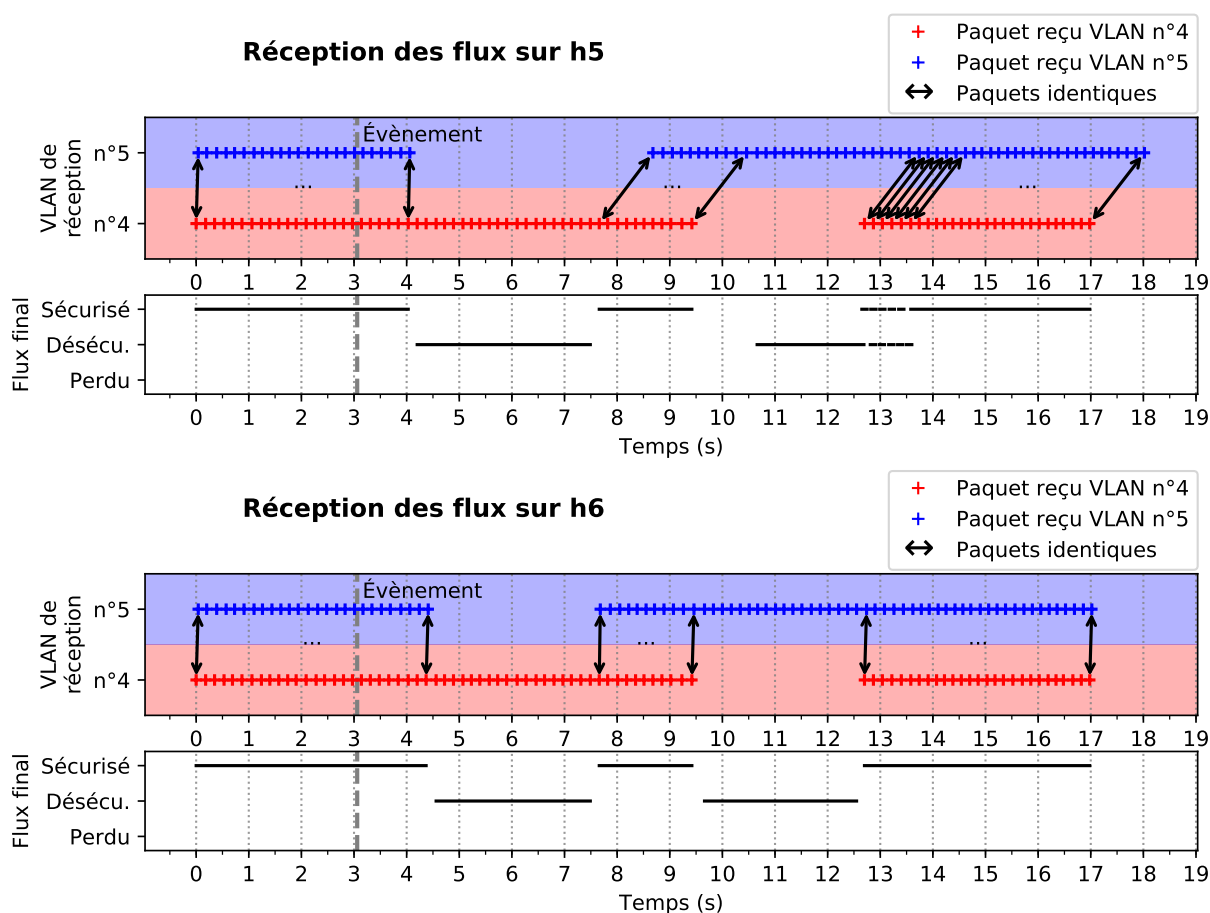 Réception des flux sur h5
Paquet reçu VLAN n°4
Paquet reçu VLAN n°5
Paquets identiques
VLAN de
réception
n°5
n°4
Évènement
...
...
...
0 1 2 3 4 5 6 7 8 9 10 11 12 13 14 15 16 17 18 19
Flux final
Sécurisé
Désécu.
Perdu
0 1 2 3 4 5 6 7 8 9 10 11 12 13 14 15 16 17 18 19
Temps (s)
Réception des flux sur h6
Paquet reçu VLAN n°4
Paquet reçu VLAN n°5
Paquets identiques
VLAN de
réception
n°5
n°4
Évènement
...
...
...
0 1 2 3 4 5 6 7 8 9 10 11 12 13 14 15 16 17 18 19
Flux final
Sécurisé
Désécu.
Perdu
0 1 2 3 4 5 6 7 8 9 10 11 12 13 14 15 16 17 18 19
Temps (s)